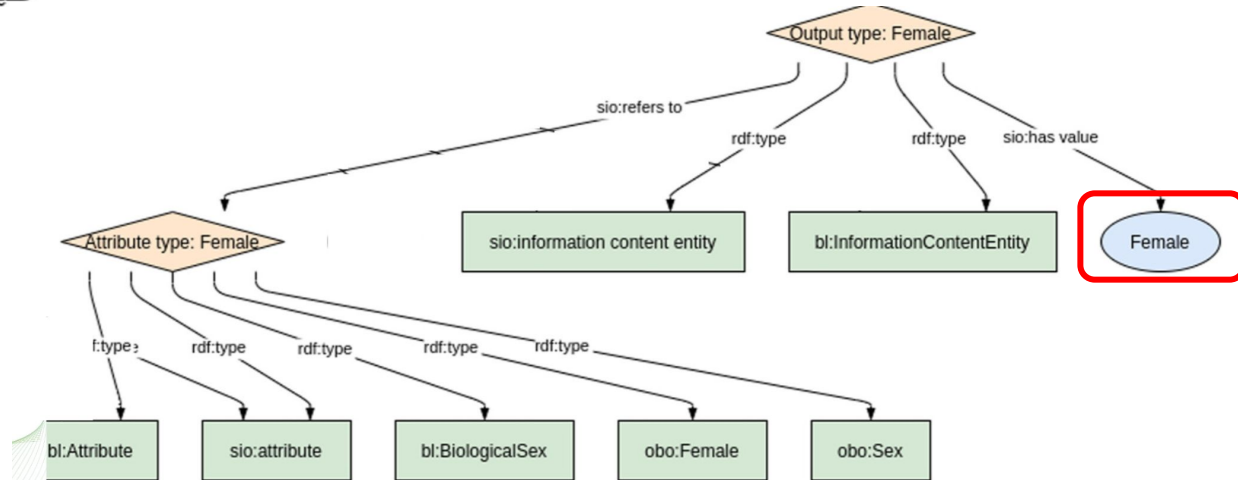 Output type: Female
sio:refers to
rdf:type
rdf:type
sio:has value
Attribute type: Female
sio:information content entity
bl:InformationContentEntity
Female
f:type
rdf:type
rdf:type
rdf:type
rdf:type
bl:Attribute
sio:attribute
bl:BiologicalSex
obo:Female
obo:Sex